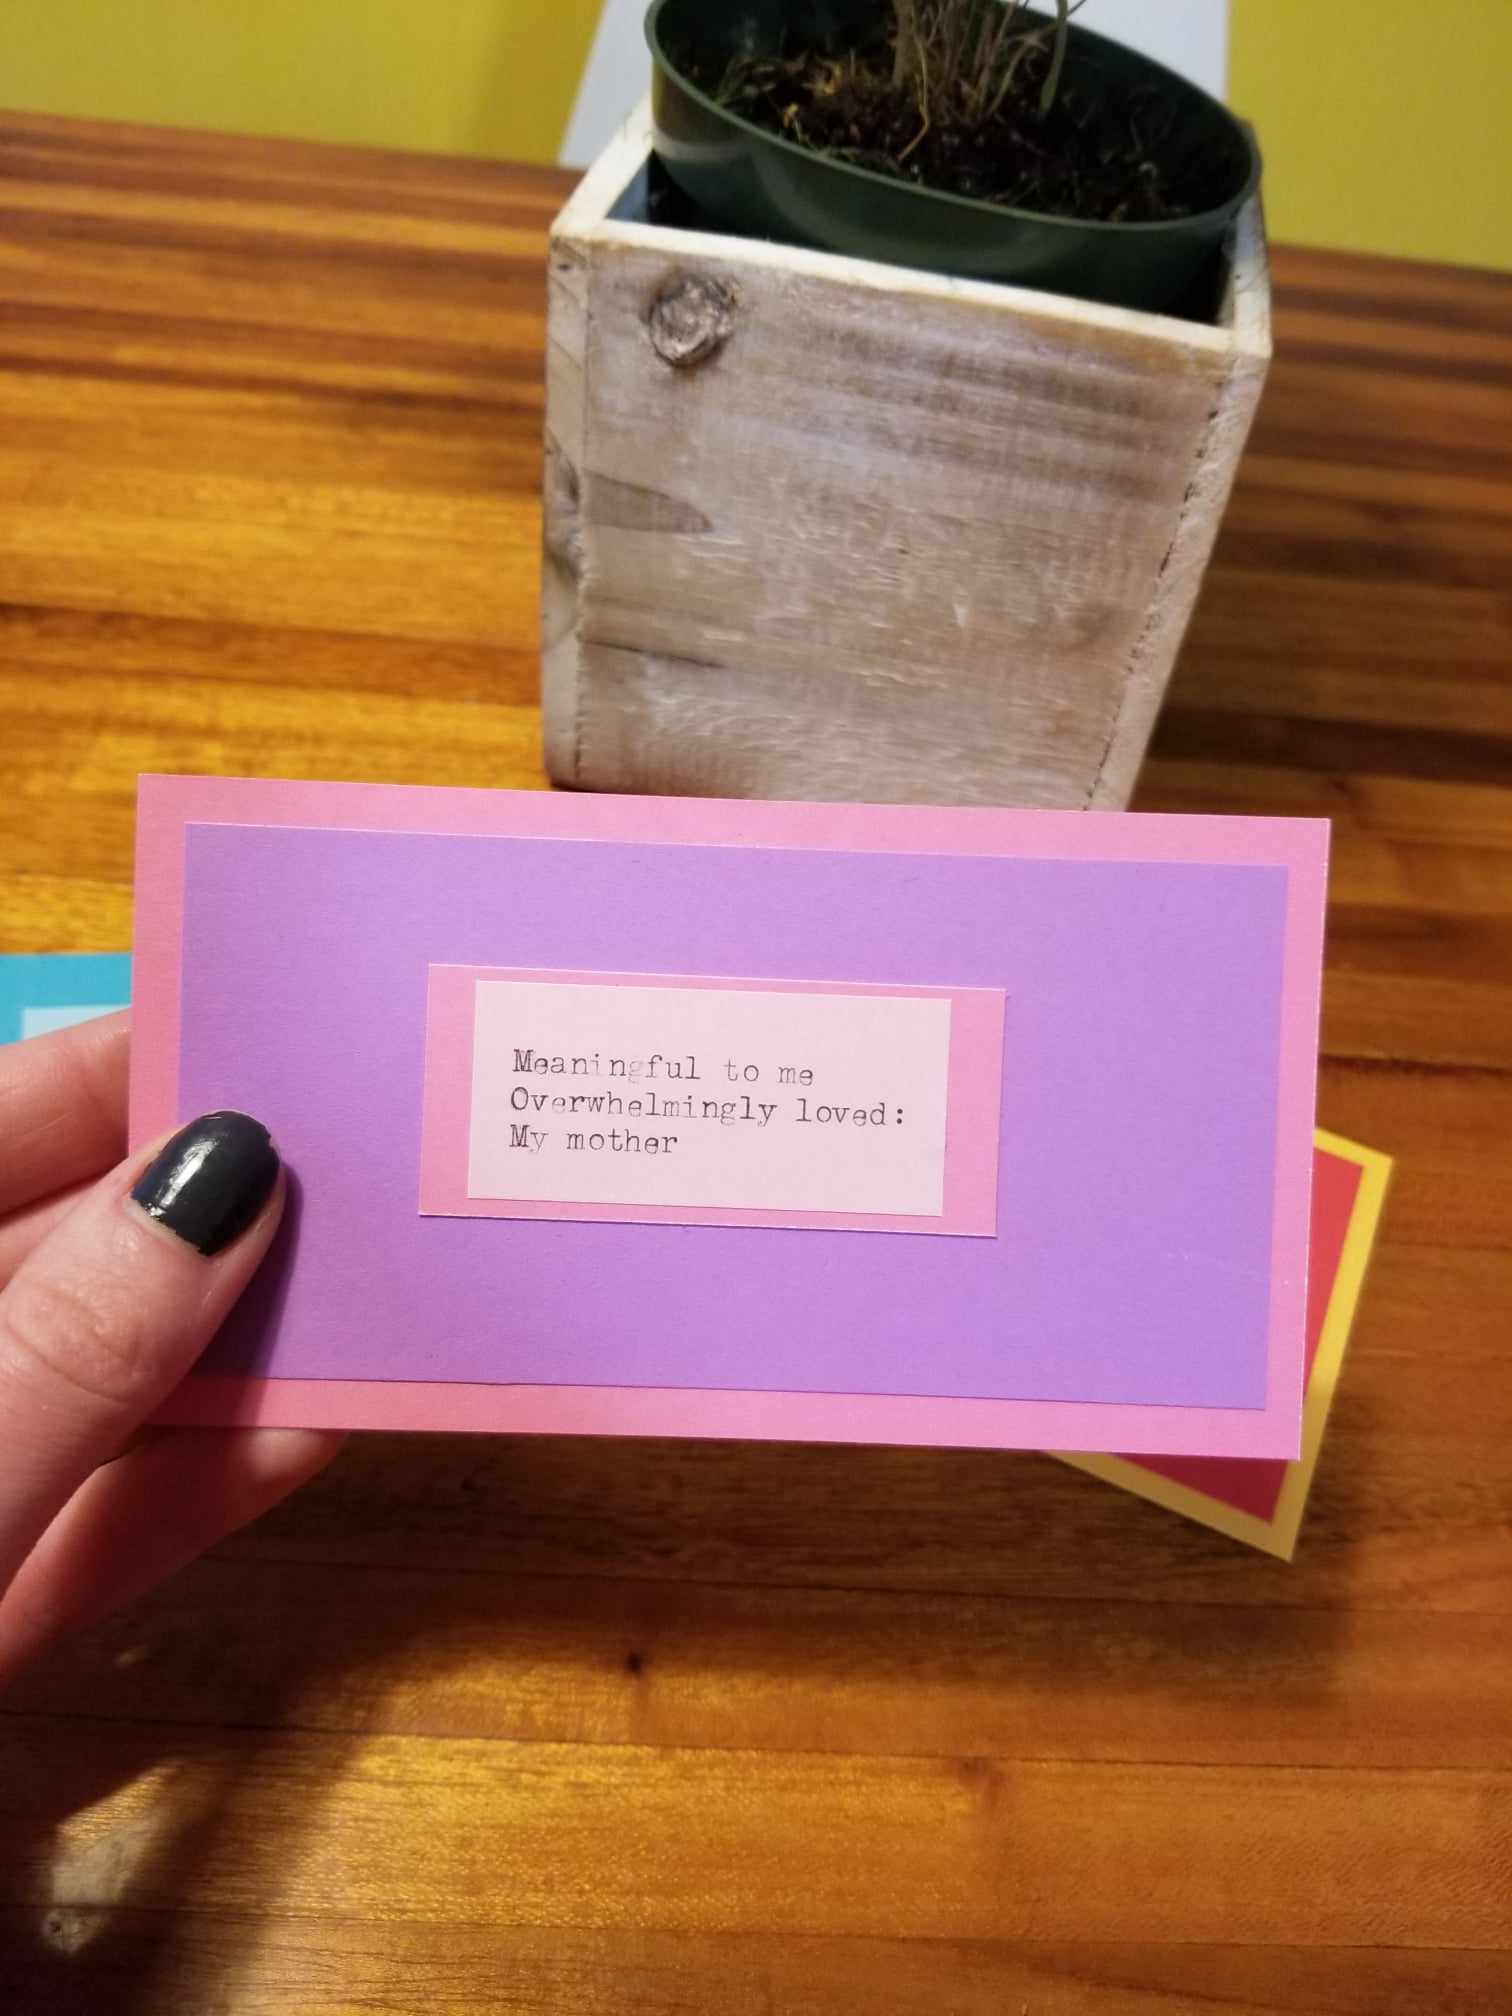 Meaningful to me
Overwhelmingly loved:
My mother